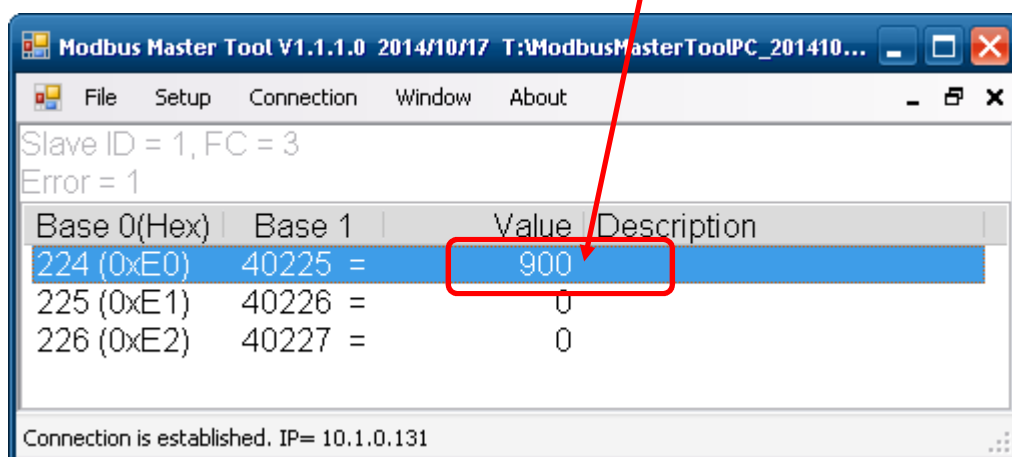 Modbus Master Tool V1.1.1.0 2014/10/17 T:\ModbusMasterToolPC_201410...
File Setup Connection Window About
Slave ID = 1, FC = 3
Error = 1
Base 0(Hex) Base 1 Value Description
224 (0xE0) 40225 = 900
225 (0xE1) 40226 = 0
226 (0xE2) 40227 = 0
Connection is established. IP= 10.1.0.131